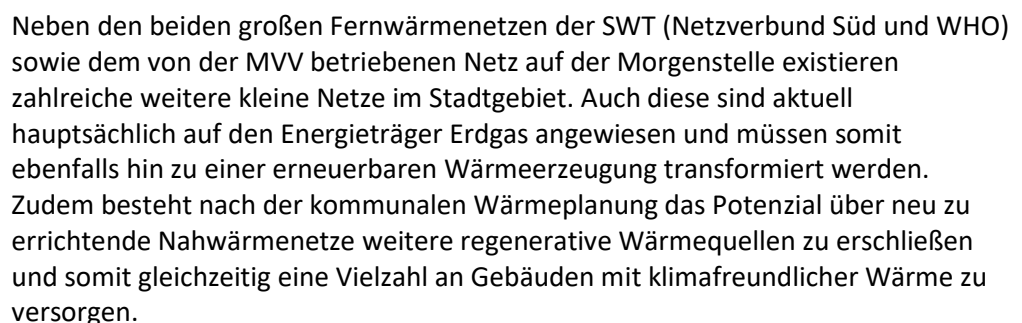 Neben den beiden großen Fernwärmenetzen der SWT (Netzverbund Süd und WHO)
sowie dem von der MVV betriebenen Netz auf der Morgenstelle existieren
zahlreiche weitere kleine Netze im Stadtgebiet. Auch diese sind aktuell
hauptsächlich auf den Energieträger Erdgas angewiesen und müssen somit
ebenfalls hin zu einer erneuerbaren Wärmeerzeugung transformiert werden.
Zudem besteht nach der kommunalen Wärmeplanung das Potenzial über neu zu
errichtende Nahwärmenetze weitere regenerative Wärmequellen zu erschließen
und somit gleichzeitig eine Vielzahl an Gebäuden mit klimafreundlicher Wärme zu
versorgen.